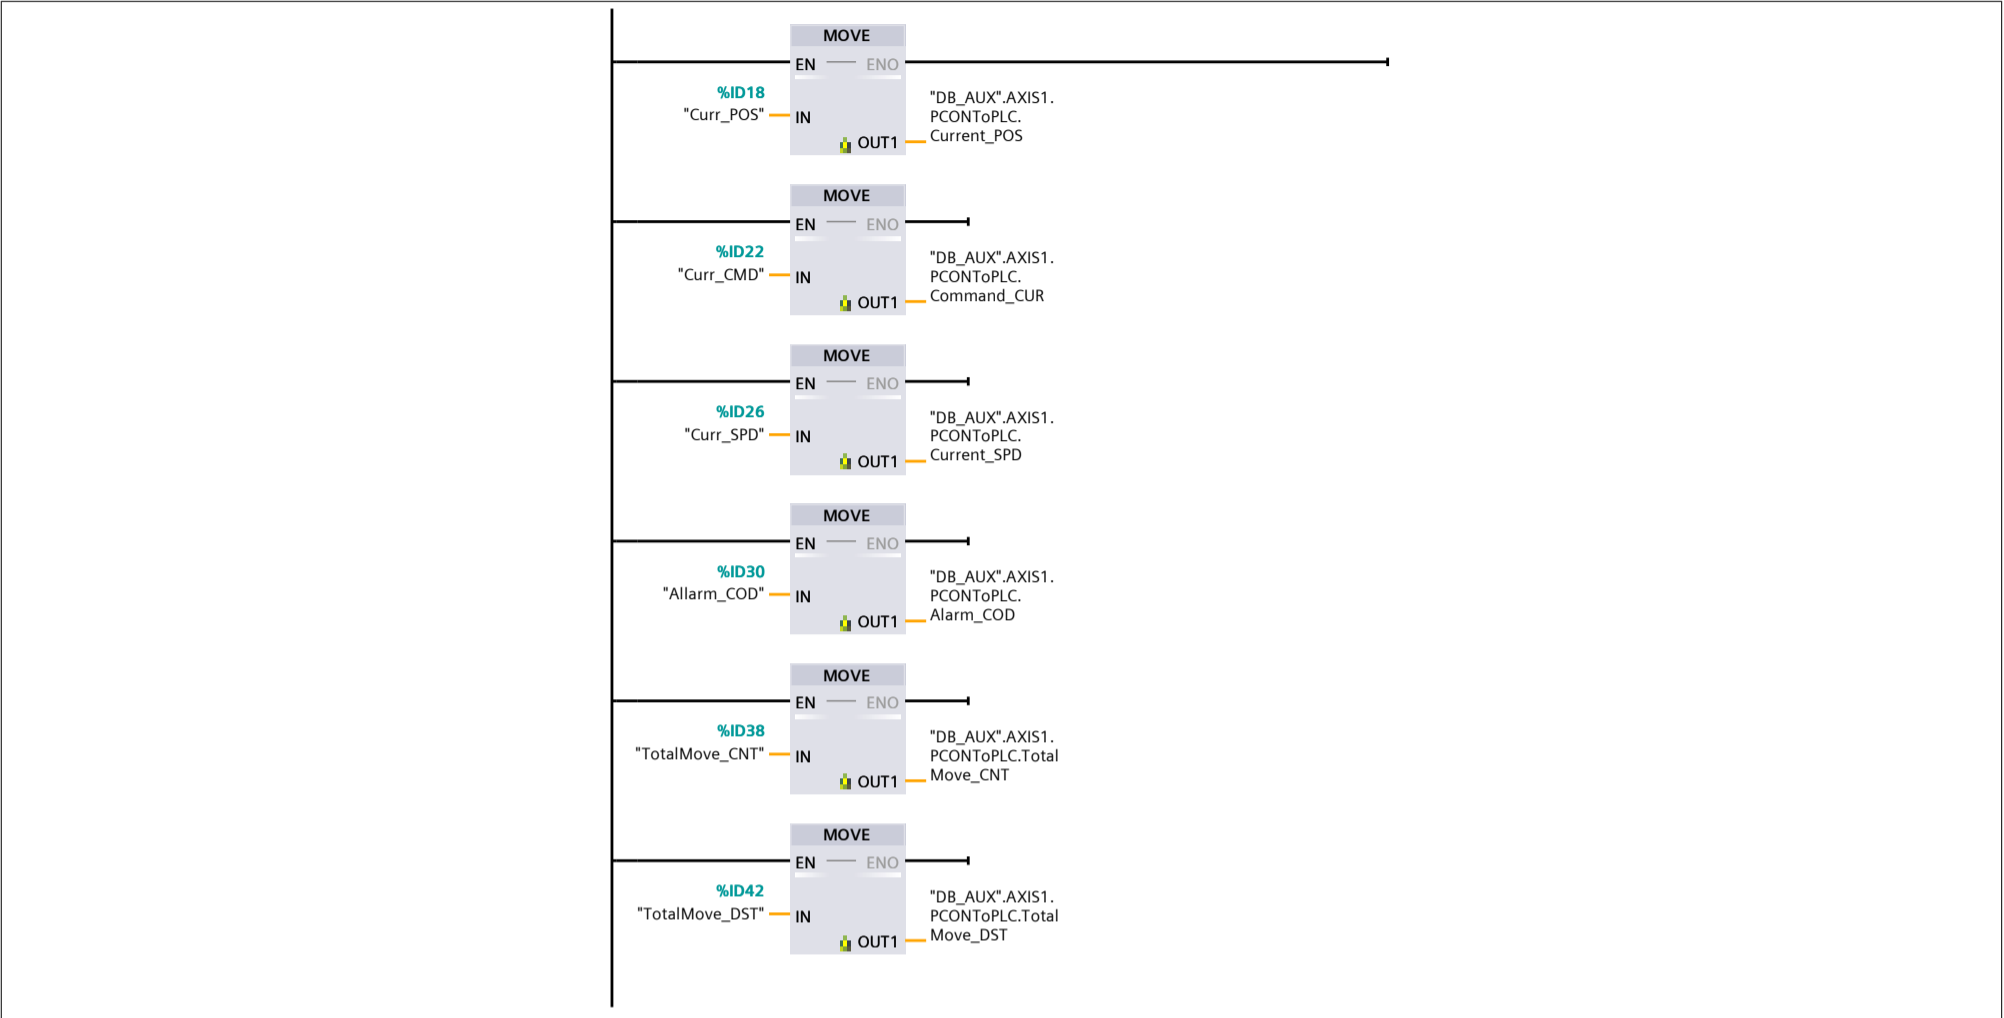 MOVE
EN ENO
%ID18
"Curr_POS" IN
OUT1
"DB_AUX".AXIS1.
PCONToPLC.
Current_POS
MOVE
EN ENO
%ID22
"Curr_CMD" IN
OUT1
"DB_AUX".AXIS1.
PCONToPLC.
Command_CUR
MOVE
EN ENO
%ID26
"Curr_SPD" IN
OUT1
"DB_AUX".AXIS1.
PCONToPLC.
Current_SPD
MOVE
EN ENO
%ID30
"Allarm_COD" IN
OUT1
"DB_AUX".AXIS1.
PCONToPLC.
Alarm_COD
MOVE
EN ENO
%ID38
"TotalMove_CNT" IN
OUT1
"DB_AUX".AXIS1.
PCONToPLC.Total
Move_CNT
MOVE
EN ENO
%ID42
"TotalMove_DST" IN
OUT1
"DB_AUX".AXIS1.
PCONToPLC.Total
Move_DST